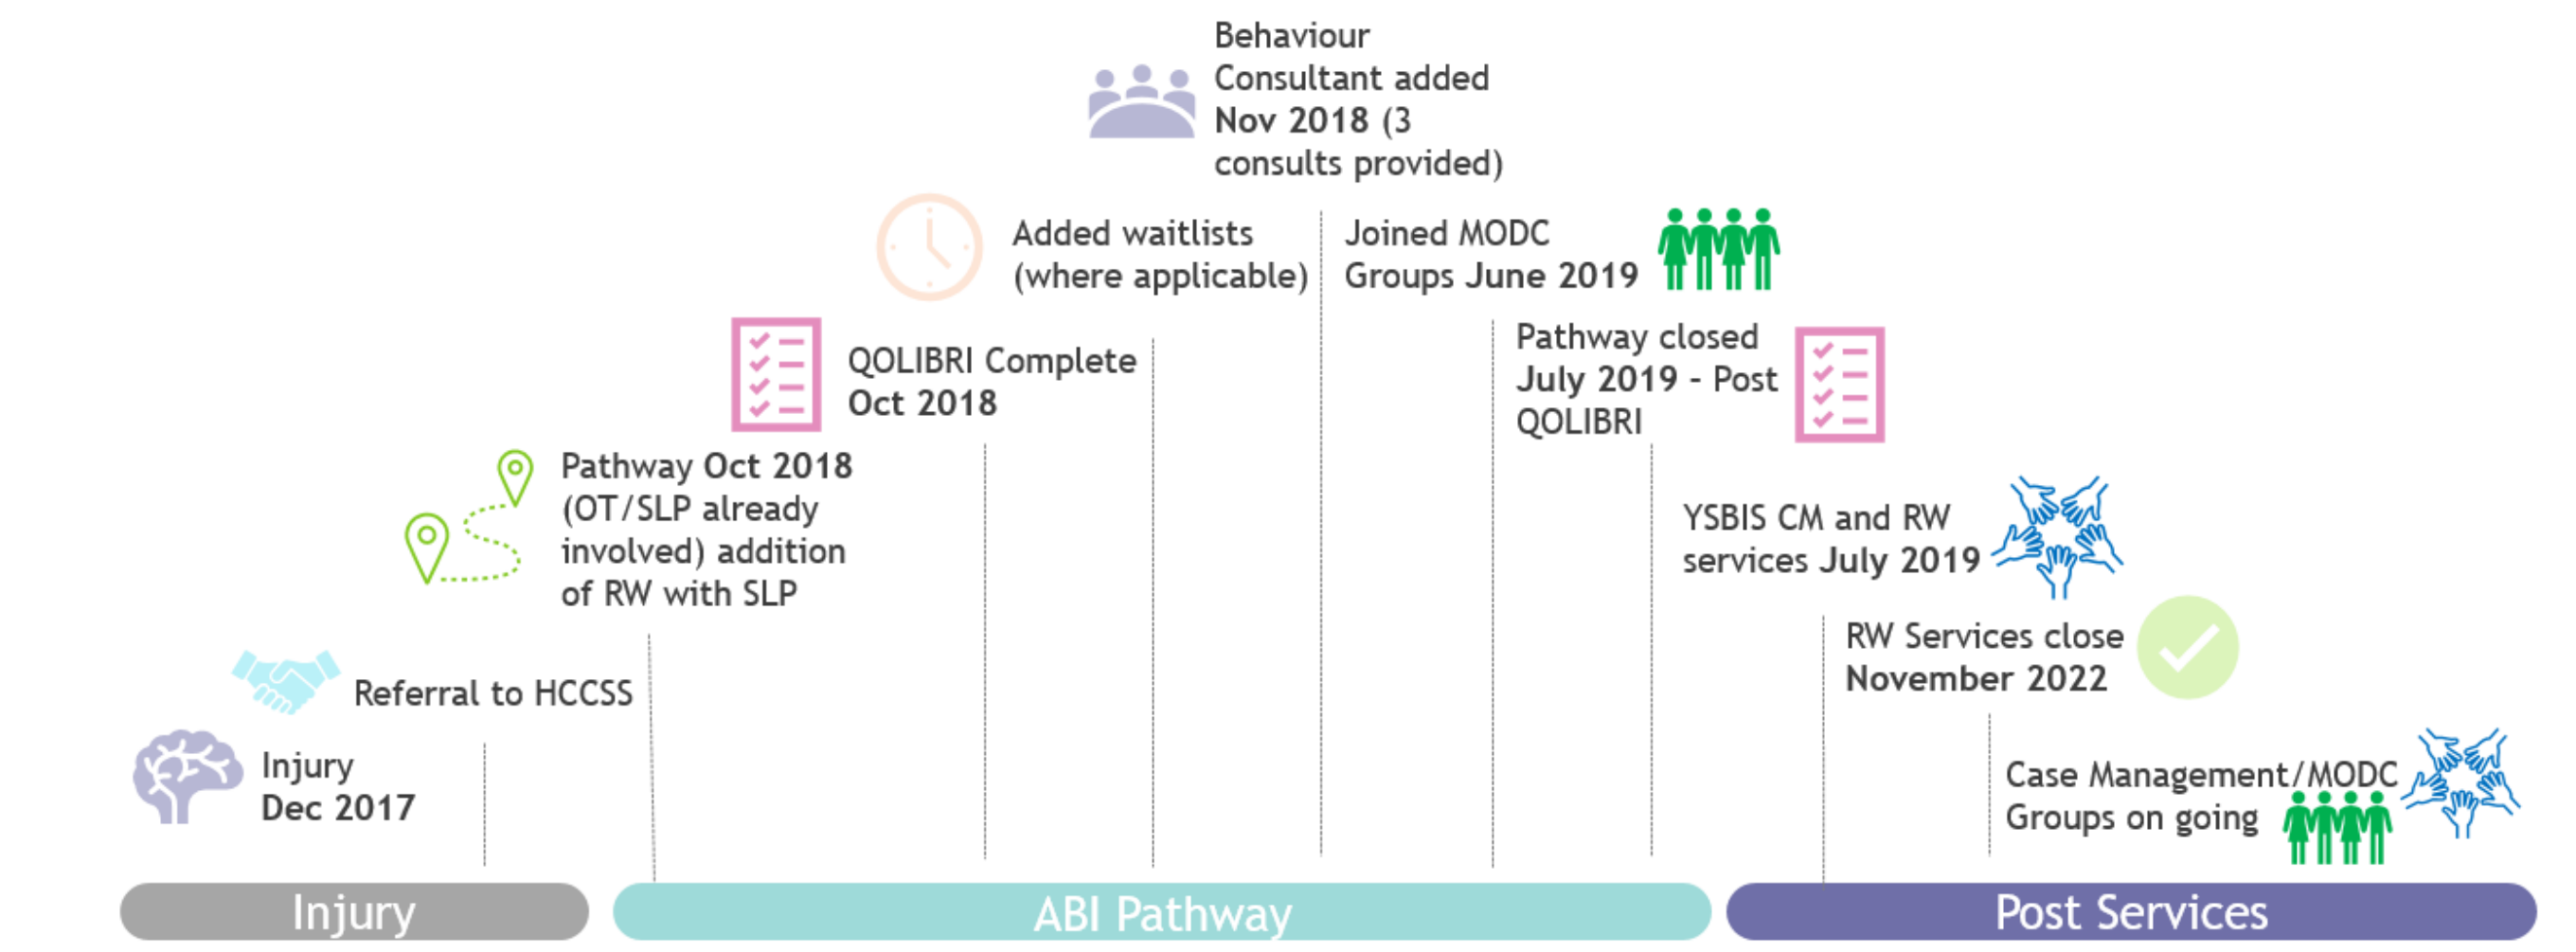 Behaviour
Consultant added
Nov 2018 (3
consults provided)
Added waitlists
(where applicable)
Joined MODC
Groups June 2019
QOLIBRI Complete
Oct 2018
Pathway closed
July 2019 - Post
QOLIBRI
Pathway Oct 2018
(OT/SLP already
involved) addition
of RW with SLP
YSBIS CM and RW
services July 2019
Referral to HCCSS
RW Services close
November 2022
Injury
Dec 2017
Case Management/MODC
Groups on going
Injury
ABI Pathway
Post Services